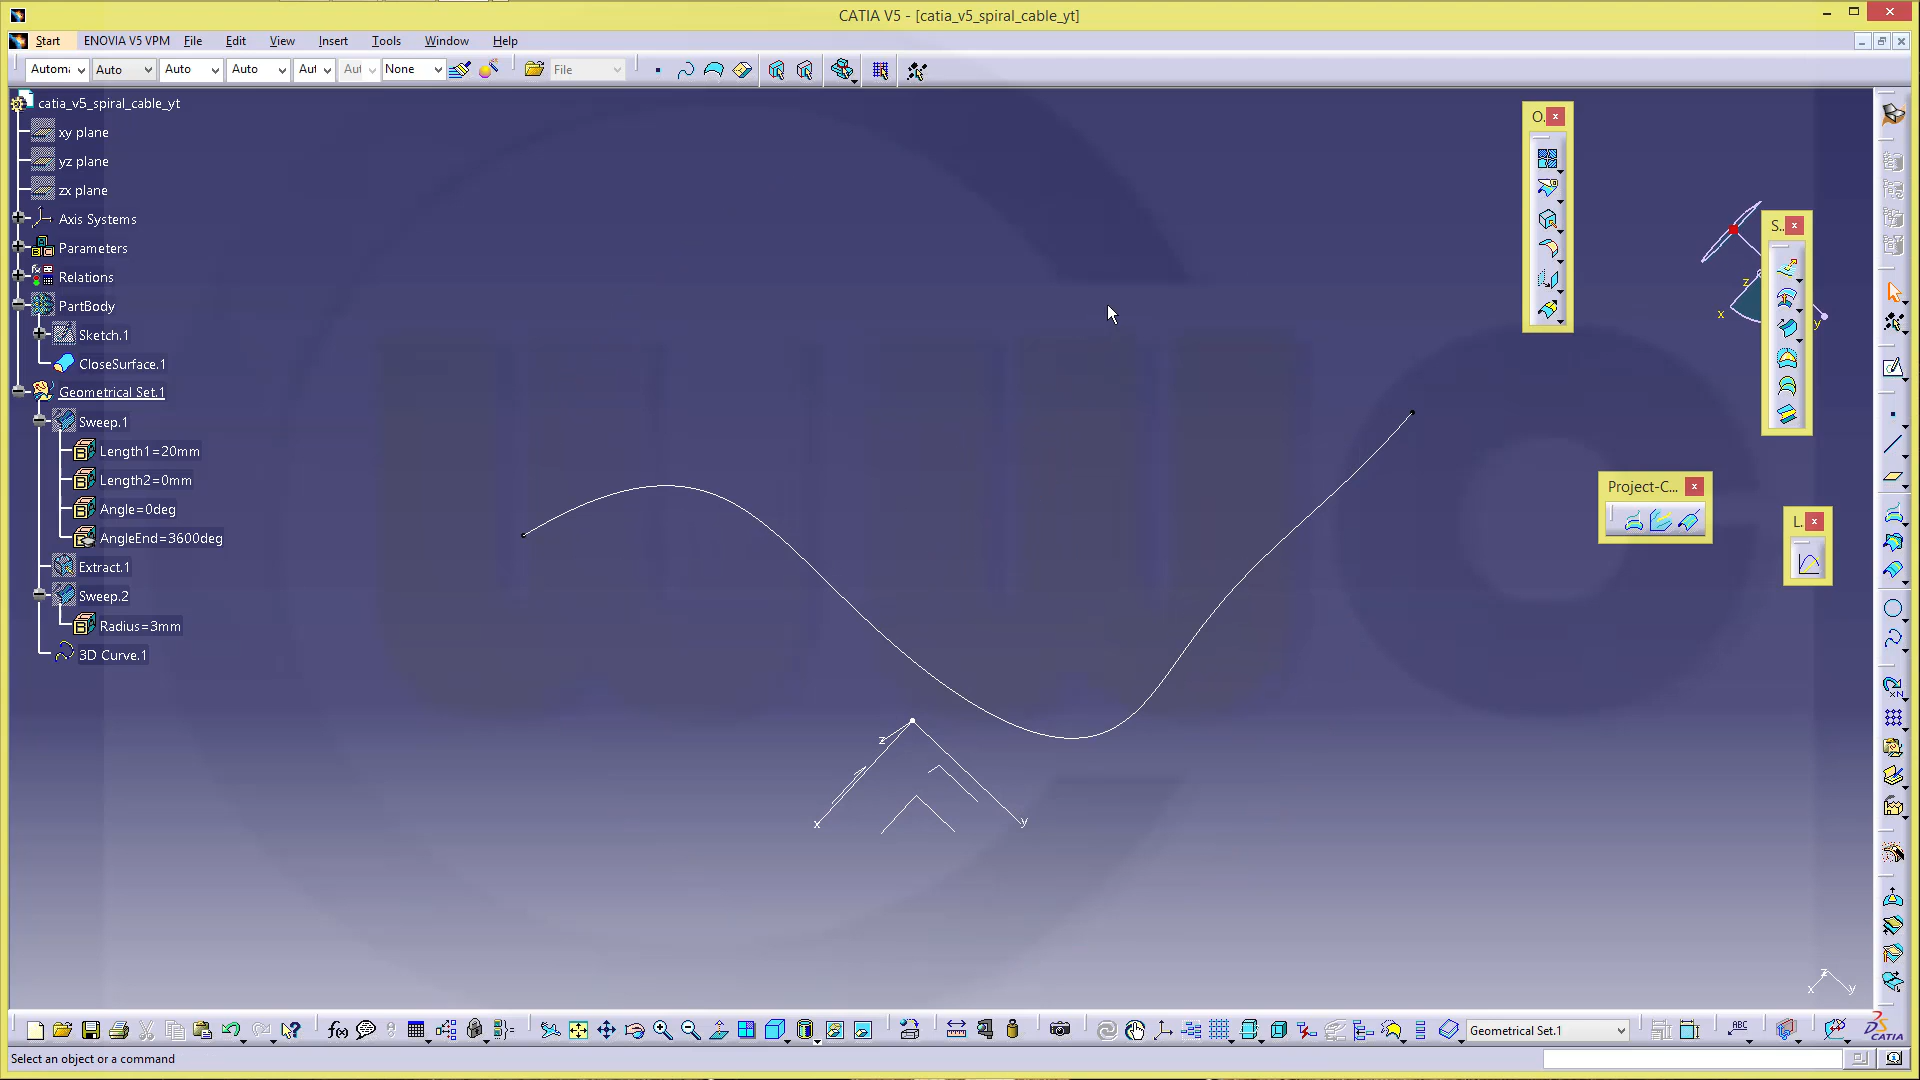 CATIA V5 - [catia_v5_spiral_cable_yt]
Start ENOVIA V5 VPM File Edit View Insert Tools Window Help
Auto Auto Auto None File
catia_v5_spiral_cable_yt
xy plane
yz plane
zx plane
Axis Systems
Parameters
Relations
PartBody
Sketch.1
CloseSurface.1
Geometrical Set.1
Sweep.1
Length1=20mm
Length2=0mm
Angle=0deg
AngleEnd=3600deg
Extract.1
Sweep.2
Radius=3mm
3D Curve.1
O.
S..
z
x
y
Project-C...
L.
z
x
y
z
x
y
Geometrical Set.1
ABC
CATIA
Select an object or a command